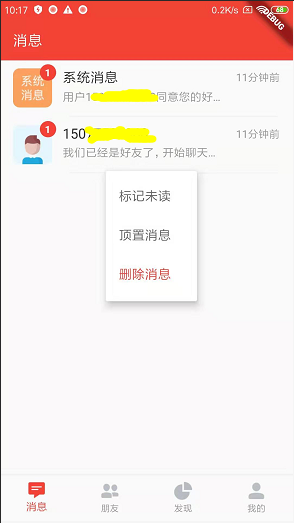 10:17
0.2K/s
68
DEBUG
消息
系统
消息
1
系统消息
11分钟前
用户1 同意您的好...
1
150
11分钟前
我们已经是好友了，开始聊天...
标记未读
顶置消息
删除消息
消息
朋友
发现
我的